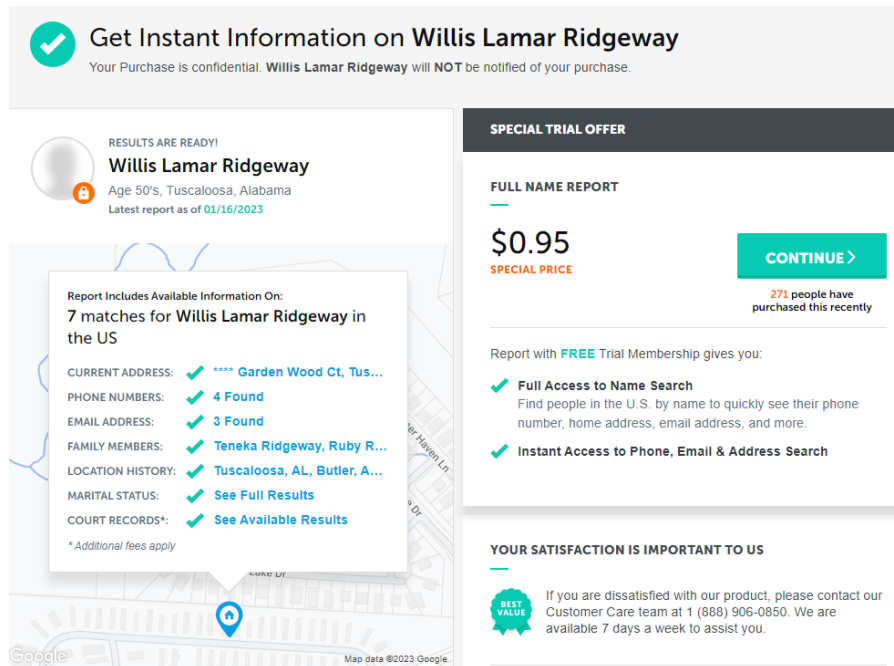 Get Instant Information on Willis Lamar Ridgeway
Your Purchase is confidential. Willis Lamar Ridgeway will NOT be notified of your purchase.
RESULTS ARE READY!
Willis Lamar Ridgeway
Age 50's, Tuscaloosa, Alabama
Latest report as of 01/16/2023
Report Includes Available Information On:
7 matches for Willis Lamar Ridgeway in
the US
CURRENT ADDRESS: **** Garden Wood Ct, Tus...
PHONE NUMBERS: 4 Found
EMAIL ADDRESS: 3 Found
FAMILY MEMBERS: Teneka Ridgeway, Ruby R...
LOCATION HISTORY: Tuscaloosa, AL, Butler, A...
MARITAL STATUS: See Full Results
COURT RECORDS*: See Available Results
* Additional fees apply
Haven Ln
Dr
Lake Dr
Google
Map data ©2023 Google
SPECIAL TRIAL OFFER
FULL NAME REPORT
$0.95
SPECIAL PRICE
CONTINUE >
271 people have
purchased this recently
Report with FREE Trial Membership gives you:
Full Access to Name Search
Find people in the U.S. by name to quickly see their phone
number, home address, email address, and more.
Instant Access to Phone, Email & Address Search
YOUR SATISFACTION IS IMPORTANT TO US
BEST
VALUE
If you are dissatisfied with our product, please contact our
Customer Care team at 1 (888) 906-0850. We are
available 7 days a week to assist you.